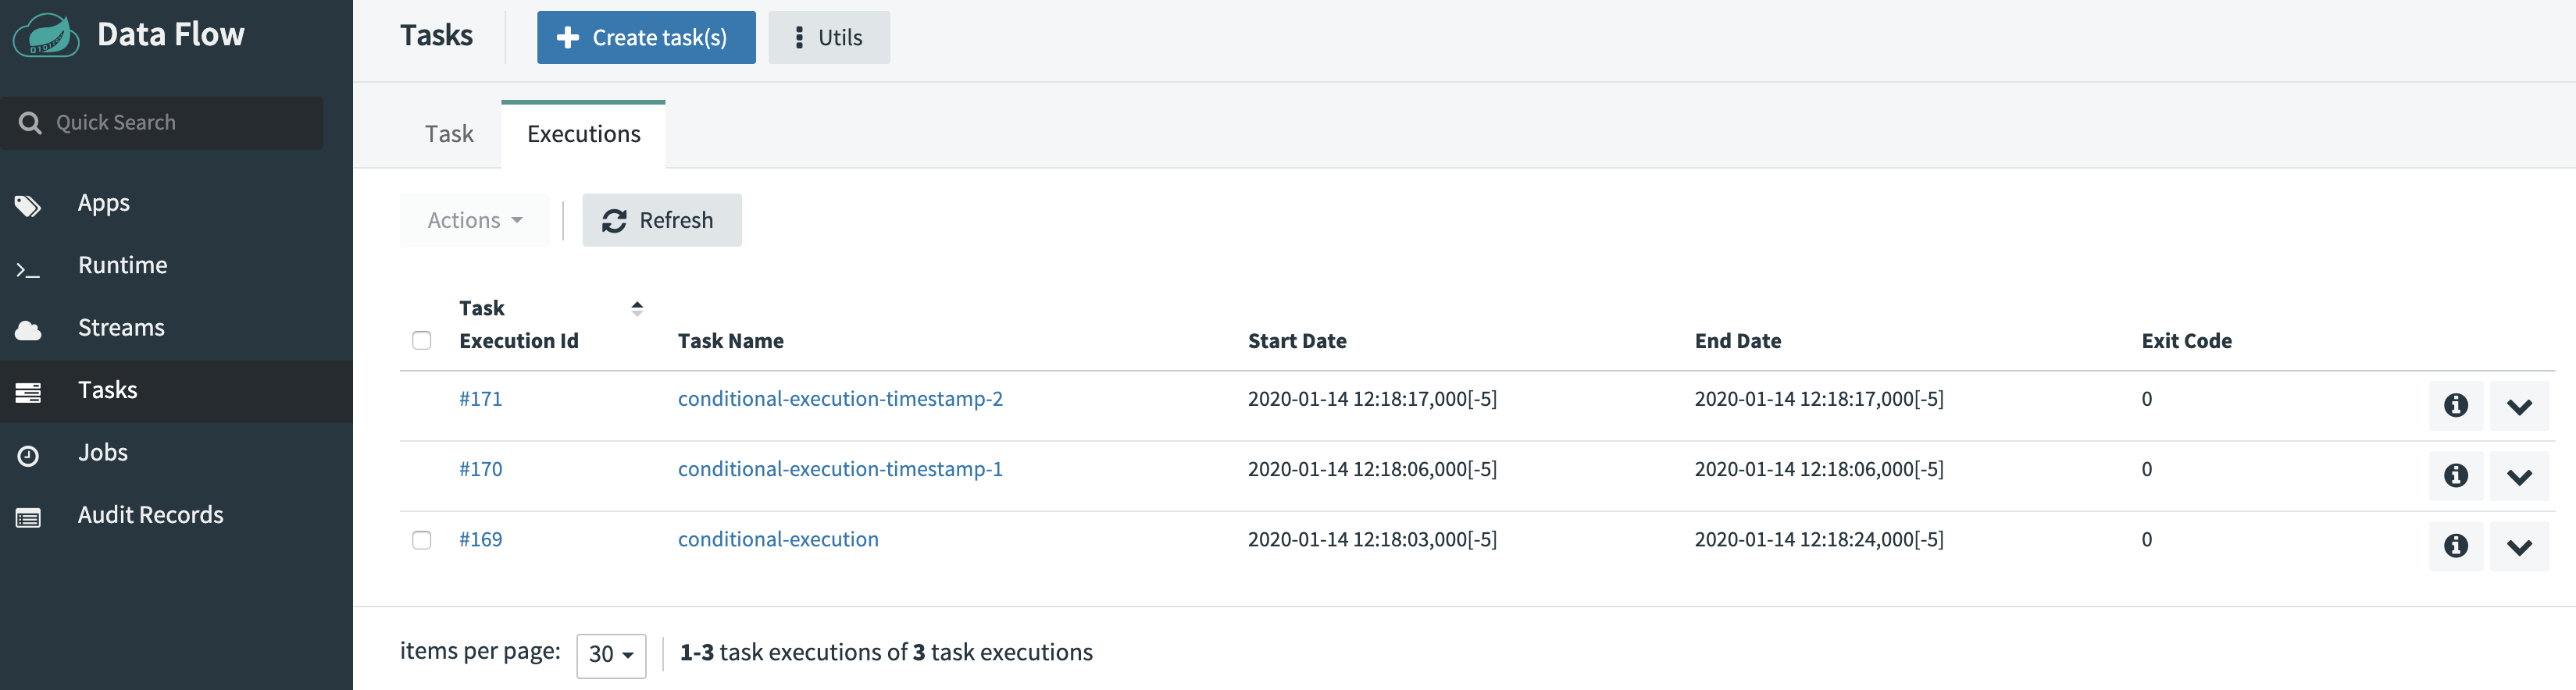 Data Flow
Quick Search
Apps
Runtime
Streams
Tasks
Jobs
Audit Records
Tasks
Create task(s)
Utils
Task
Executions
Actions
Refresh
Task
Execution Id
Task Name
Start Date
End Date
Exit Code
#171 conditional-execution-timestamp-2 2020-01-14 12:18:17,000[-5] 2020-01-14 12:18:17,000[-5] 0
#170 conditional-execution-timestamp-1 2020-01-14 12:18:06,000[-5] 2020-01-14 12:18:06,000[-5] 0
#169 conditional-execution 2020-01-14 12:18:03,000[-5] 2020-01-14 12:18:24,000[-5] 0
items per page: 30 1-3 task executions of 3 task executions